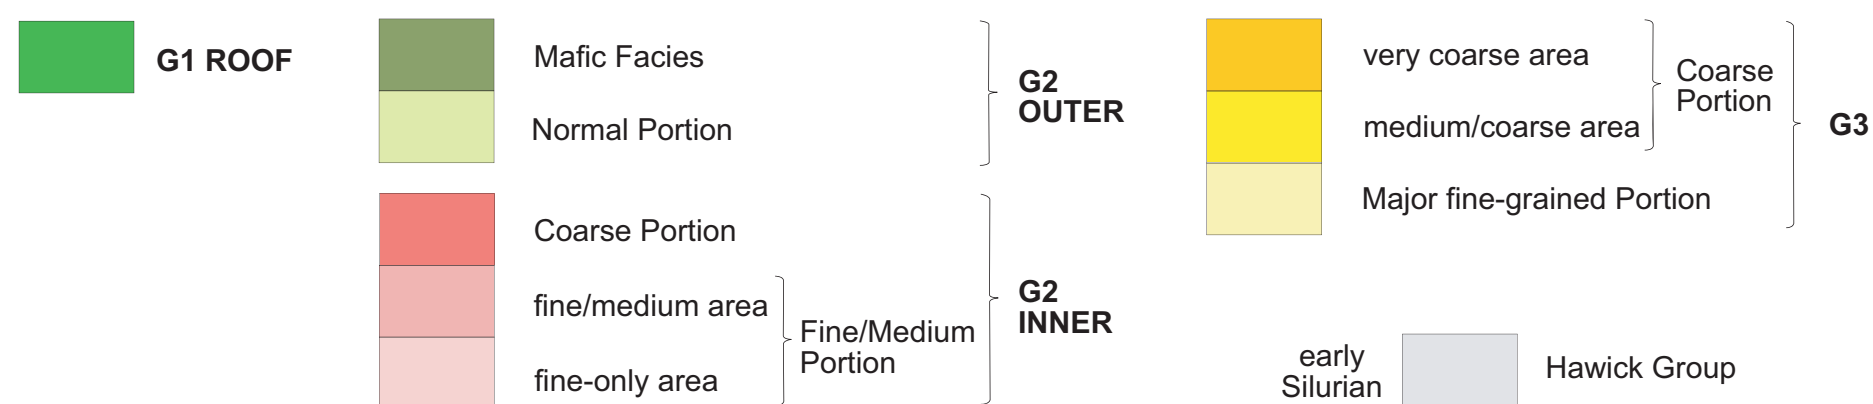 G1 ROOF
Mafic Facies
Normal Portion
G2
OUTER
Coarse Portion
fine/medium area
fine-only area
Fine/Medium
Portion
G2
INNER
very coarse area
medium/coarse area
Coarse
Portion
Major fine-grained Portion
G3
early
Silurian
Hawick Group